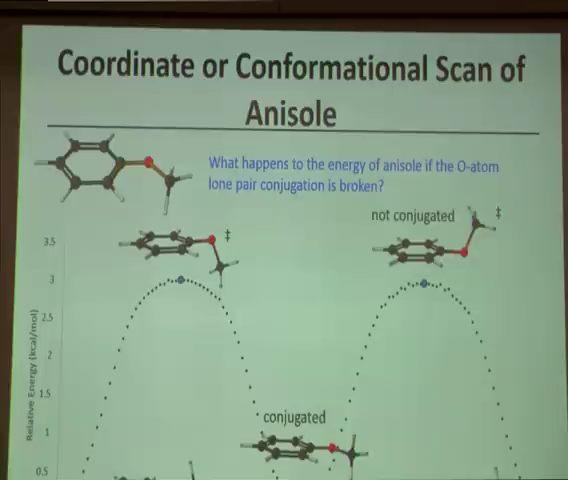 Coordinate or Conformational Scan of
Anisole
What happens to the energy of anisole if the O-atom
lone pair conjugation is broken?
not conjugated
‡
‡
3.5
3
2.5
2
1.5
1
0.5
Relative Energy (kcal/mol)
conjugated